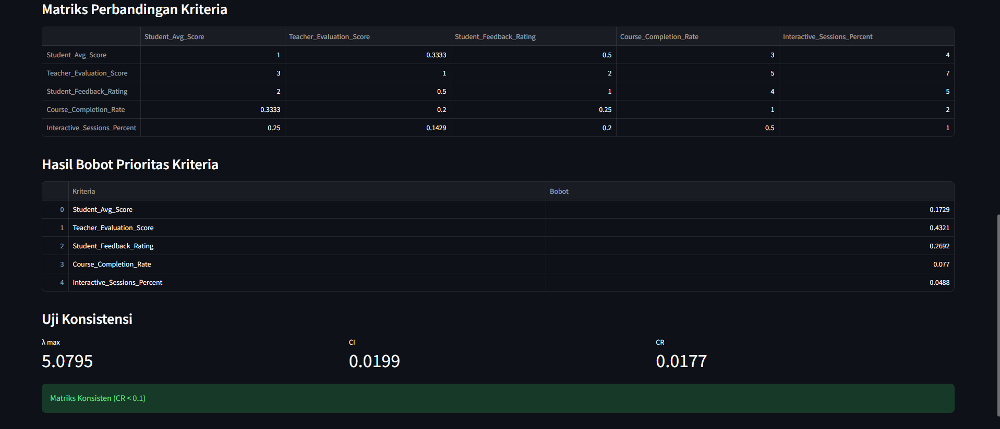 Matriks Perbandingan Kriteria
Student_Avg_Score Teacher_Evaluation_Score Student_Feedback_Rating Course_Completion_Rate Interactive_Sessions_Percent
Student_Avg_Score 1 0.3333 0.5 3 4
Teacher_Evaluation_Score 3 1 2 5 7
Student_Feedback_Rating 2 0.5 1 4 5
Course_Completion_Rate 0.3333 0.2 0.25 1 2
Interactive_Sessions_Percent 0.25 0.1429 0.2 0.5 1
Hasil Bobot Prioritas Kriteria
Kriteria Bobot
0 Student_Avg_Score 0.1729
1 Teacher_Evaluation_Score 0.4321
2 Student_Feedback_Rating 0.2692
3 Course_Completion_Rate 0.077
4 Interactive_Sessions_Percent 0.0488
Uji Konsistensi
λ max CI CR
5.0795 0.0199 0.0177
Matriks Konsisten (CR < 0.1)